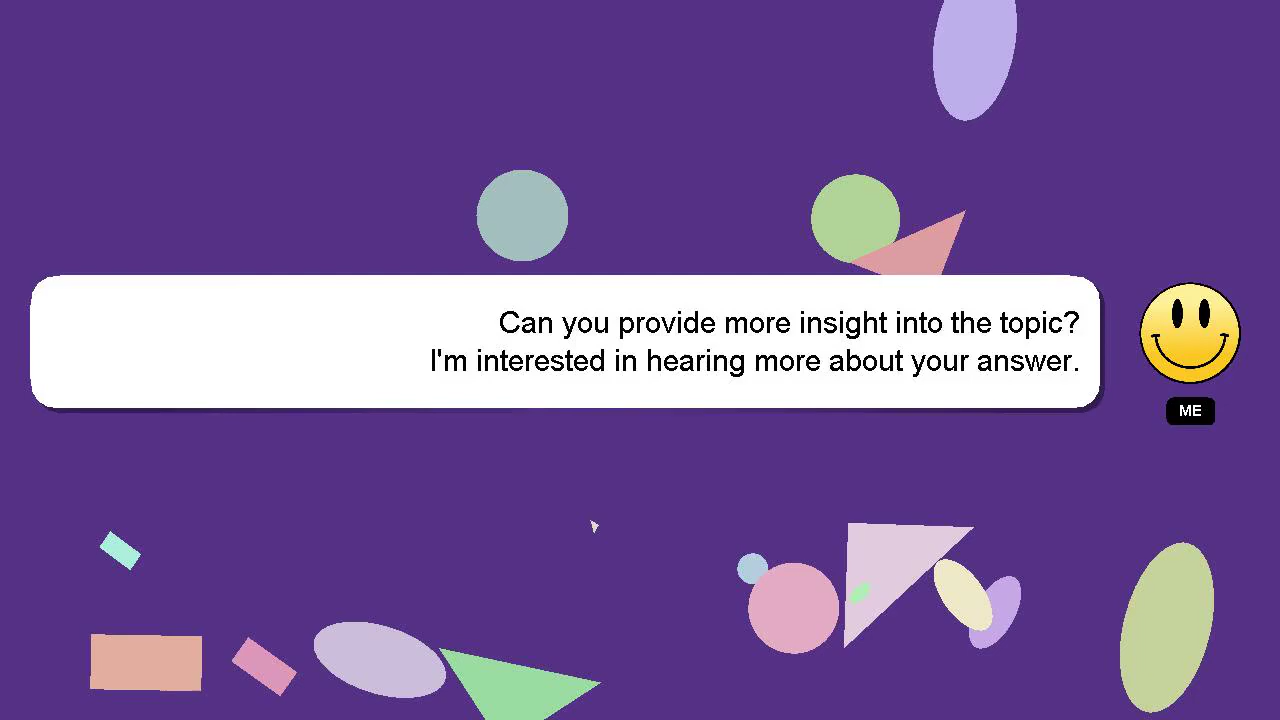 Can you provide more insight into the topic?
I'm interested in hearing more about your answer.
ME